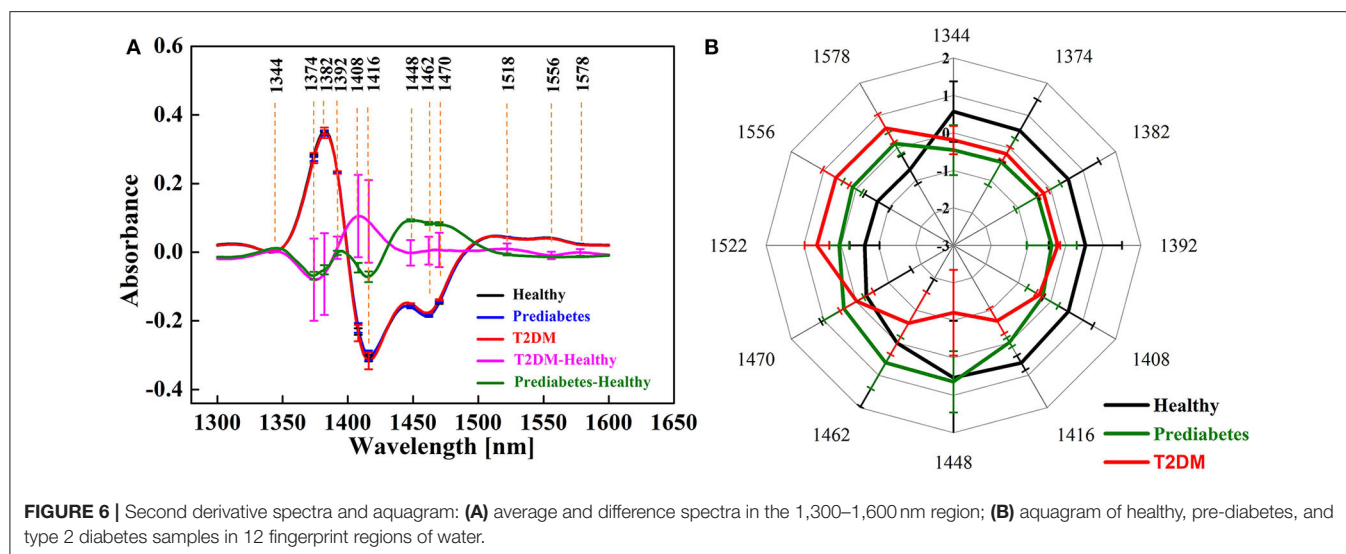 A
B
Absorbance
0.6
0.4
0.2
0.0
-0.2
-0.4
1344
1374
1382
1392
1408
1416
1448
1462
1470
1518
1556
1578
Healthy
Prediabetes
T2DM
T2DM-Healthy
Prediabetes-Healthy
1300 1350 1400 1450 1500 1550 1600 1650
Wavelength [nm]
1344
1374
1382
1392
1408
1416
1448
1462
1470
1522
1556
1578
2
1
0
-1
-2
-3
Healthy
Prediabetes
T2DM
FIGURE 6 | Second derivative spectra and aquagram: (A) average and difference spectra in the 1,300–1,600 nm region; (B) aquagram of healthy, pre-diabetes, and
type 2 diabetes samples in 12 fingerprint regions of water.